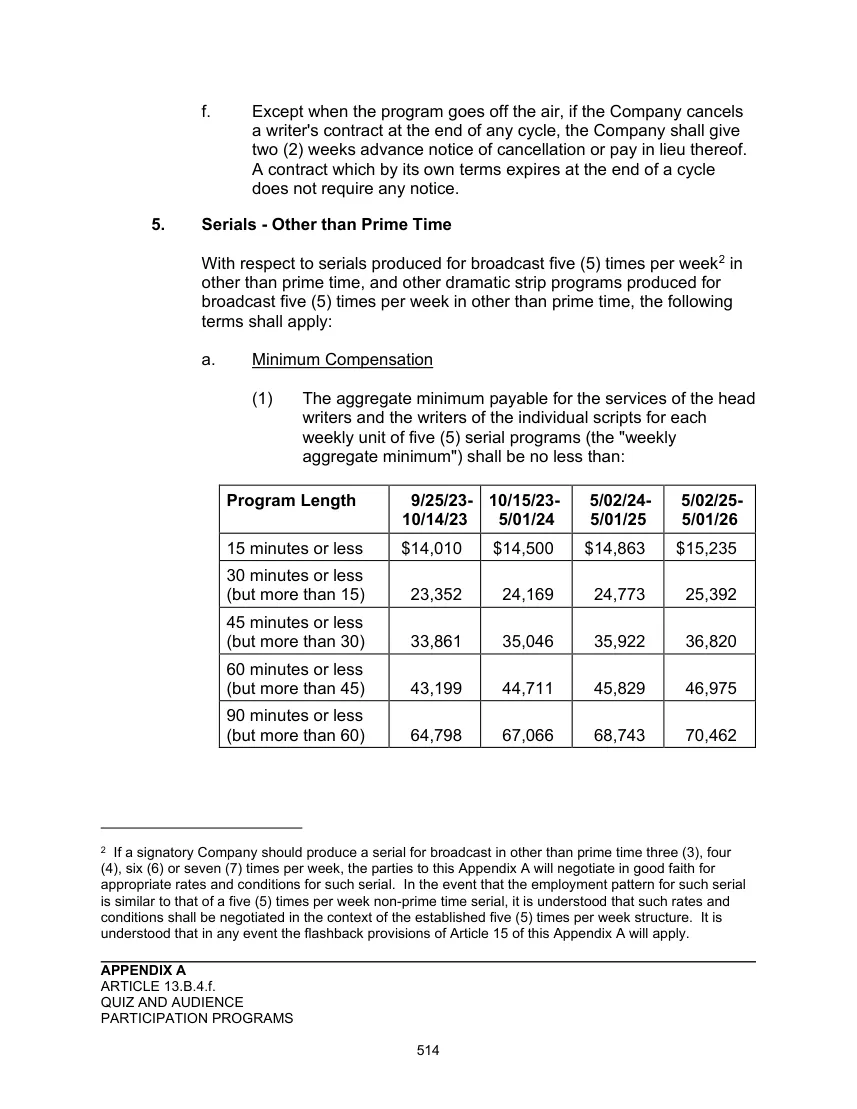 f. Except when the program goes off the air, if the Company cancels
a writer's contract at the end of any cycle, the Company shall give
two (2) weeks advance notice of cancellation or pay in lieu thereof.
A contract which by its own terms expires at the end of a cycle
does not require any notice.
5. Serials - Other than Prime Time
With respect to serials produced for broadcast five (5) times per week2 in
other than prime time, and other dramatic strip programs produced for
broadcast five (5) times per week in other than prime time, the following
terms shall apply:
a. Minimum Compensation
(1) The aggregate minimum payable for the services of the head
writers and the writers of the individual scripts for each
weekly unit of five (5) serial programs (the "weekly
aggregate minimum") shall be no less than:
Program Length 9/25/23- 10/15/23- 5/02/24- 5/02/25-
10/14/23 5/01/24 5/01/25 5/01/26
15 minutes or less $14,010 $14,500 $14,863 $15,235
30 minutes or less
(but more than 15) 23,352 24,169 24,773 25,392
45 minutes or less
(but more than 30) 33,861 35,046 35,922 36,820
60 minutes or less
(but more than 45) 43,199 44,711 45,829 46,975
90 minutes or less
(but more than 60) 64,798 67,066 68,743 70,462
2 If a signatory Company should produce a serial for broadcast in other than prime time three (3), four
(4), six (6) or seven (7) times per week, the parties to this Appendix A will negotiate in good faith for
appropriate rates and conditions for such serial. In the event that the employment pattern for such serial
is similar to that of a five (5) times per week non-prime time serial, it is understood that such rates and
conditions shall be negotiated in the context of the established five (5) times per week structure. It is
understood that in any event the flashback provisions of Article 15 of this Appendix A will apply.
APPENDIX A
ARTICLE 13.B.4.f.
QUIZ AND AUDIENCE
PARTICIPATION PROGRAMS
514